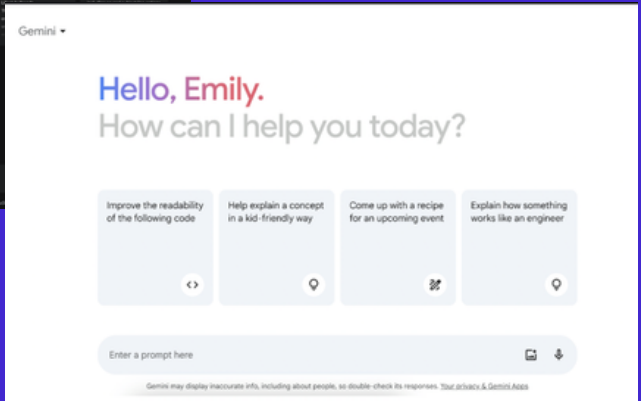 Gemini
Hello, Emily.
How can I help you today?
Improve the readability
of the following code
Help explain a concept
in a kid-friendly way
Come up with a recipe
for an upcoming event
Explain how something
works like an engineer
Enter a prompt here
Gemini may display inaccurate info, including about people, so double-check its responses. Your privacy & Gemini Apps